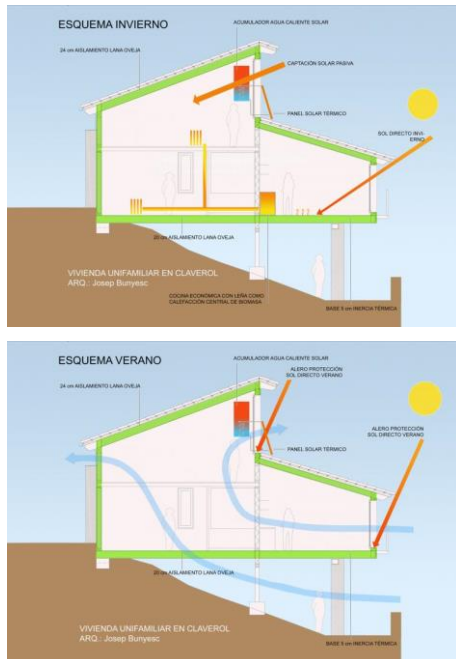 ESQUEMA INVIERNO
ACUMULADOR AGUA CALIENTE SOLAR
24 cm AISLAMIENTO LANA OVEJA
CAPTACIÓN SOLAR PASIVA
PANEL SOLAR TÉRMICO
SOL DIRECTO INVI-
ERNO
20 cm AISLAMIENTO LANA OVEJA
VIVIENDA UNIFAMILIAR EN CLAVEROL
ARQ.: Josep Bunyesc
COCINA ECONÓMICA CON LEÑA COMO
CALEFACCIÓN CENTRAL DE BIOMASA
BASE 5 cm INERCIA TÉRMICA
ESQUEMA VERANO
ACUMULADOR AGUA CALIENTE SOLAR
24 cm AISLAMIENTO LANA OVEJA
ALERO PROTECCIÓN
SOL DIRECTO VERANO
ALERO PROTECCIÓN
SOL DIRECTO VERANO
PANEL SOLAR TÉRMICO
20 cm AISLAMIENTO LANA OVEJA
VIVIENDA UNIFAMILIAR EN CLAVEROL
ARQ.: Josep Bunyesc
BASE 5 cm INERCIA TÉRMICA